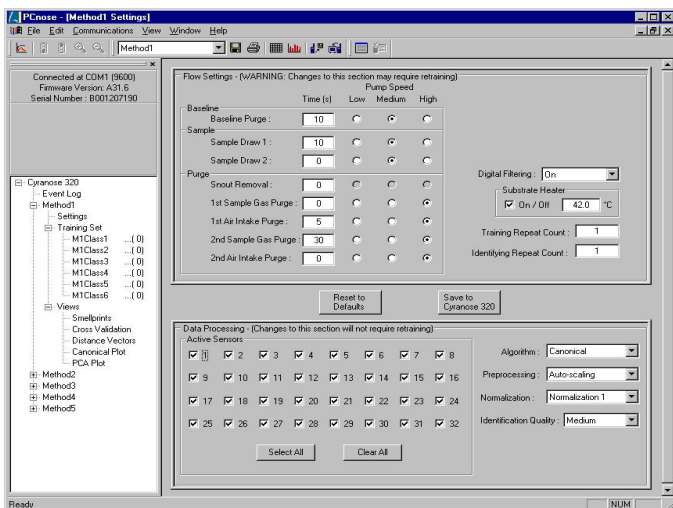 PCnose - [Method1 Settings]
File Edit Communications View Window Help
Method1
Connected at COM1 (9600)
Firmware Version: A31.6
Serial Number : B001207190
Cyranose 320
Event Log
Method1
Settings
Training Set
M1Class1 ...( 0)
M1Class2 ...( 0)
M1Class3 ...( 0)
M1Class4 ...( 0)
M1Class5 ...( 0)
M1Class6 ...( 0)
Views
Smellprints
Cross Validation
Distance Vectors
Canonical Plot
PCA Plot
Method2
Method3
Method4
Method5
Flow Settings - (WARNING: Changes to this section may require retraining)
Pump Speed
Time (s) Low Medium High
Baseline
Baseline Purge : 10
Sample
Sample Draw 1 : 10
Sample Draw 2 : 0
Purge
Snout Removal : 0
1st Sample Gas Purge : 0
1st Air Intake Purge : 5
2nd Sample Gas Purge : 30
2nd Air Intake Purge : 0
Digital Filtering : On
Substrate Heater
On / Off 42.0 °C
Training Repeat Count : 1
Identifying Repeat Count : 1
Reset to
Defaults
Save to
Cyranose 320
Data Processing - (Changes to this section will not require retraining)
Active Sensors
1 2 3 4 5 6 7 8
9 10 11 12 13 14 15 16
17 18 19 20 21 22 23 24
25 26 27 28 29 30 31 32
Select All Clear All
Algorithm : Canonical
Preprocessing : Auto-scaling
Normalization : Normalization 1
Identification Quality : Medium
Ready NUM